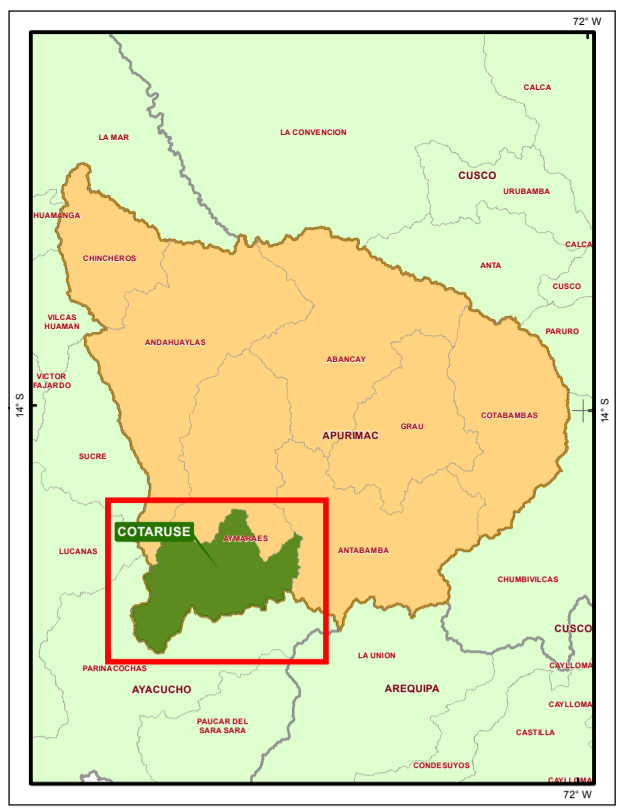 72° W
CALCA
LA MAR
LA CONVENCION
CUSCO
URUBAMBA
HUAMANGA
CALCA
CHINCHEROS
ANTA
CUSCO
VILCAS
HUAMAN
PARURO
ANDAHUAYLAS
ABANCAY
VICTOR
FAJARDO
14° S
14° S
COTABAMBAS
GRAU
APURIMAC
SUCRE
COTARUSE
AYMARAES
LUCANAS
ANTABAMBA
CHUMBIVILCAS
CUSCO
LA UNION
CAYLLOMA
PARINACOCHAS
AYACUCHO
AREQUIPA
CAYLLOMA
PAUCAR DEL
SARA SARA
CASTILLA
CONDESUYOS
CAYLLOMA
72° W